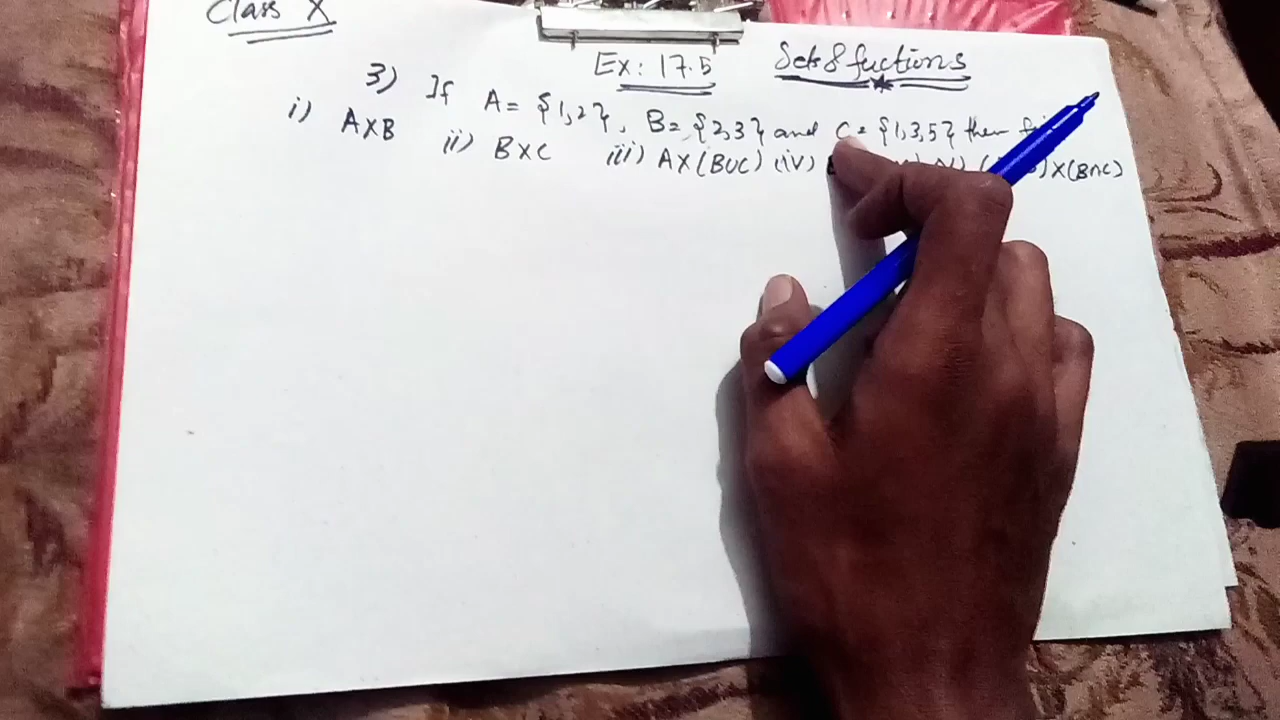 Class X
Ex: 17.5 Sets & fuctions
3) If A = {1,2}, B = {2,3} and C = {1,3,5} then
i) A×B ii) B×C iii) A×(B∪C) (iv) ×(B∩C)